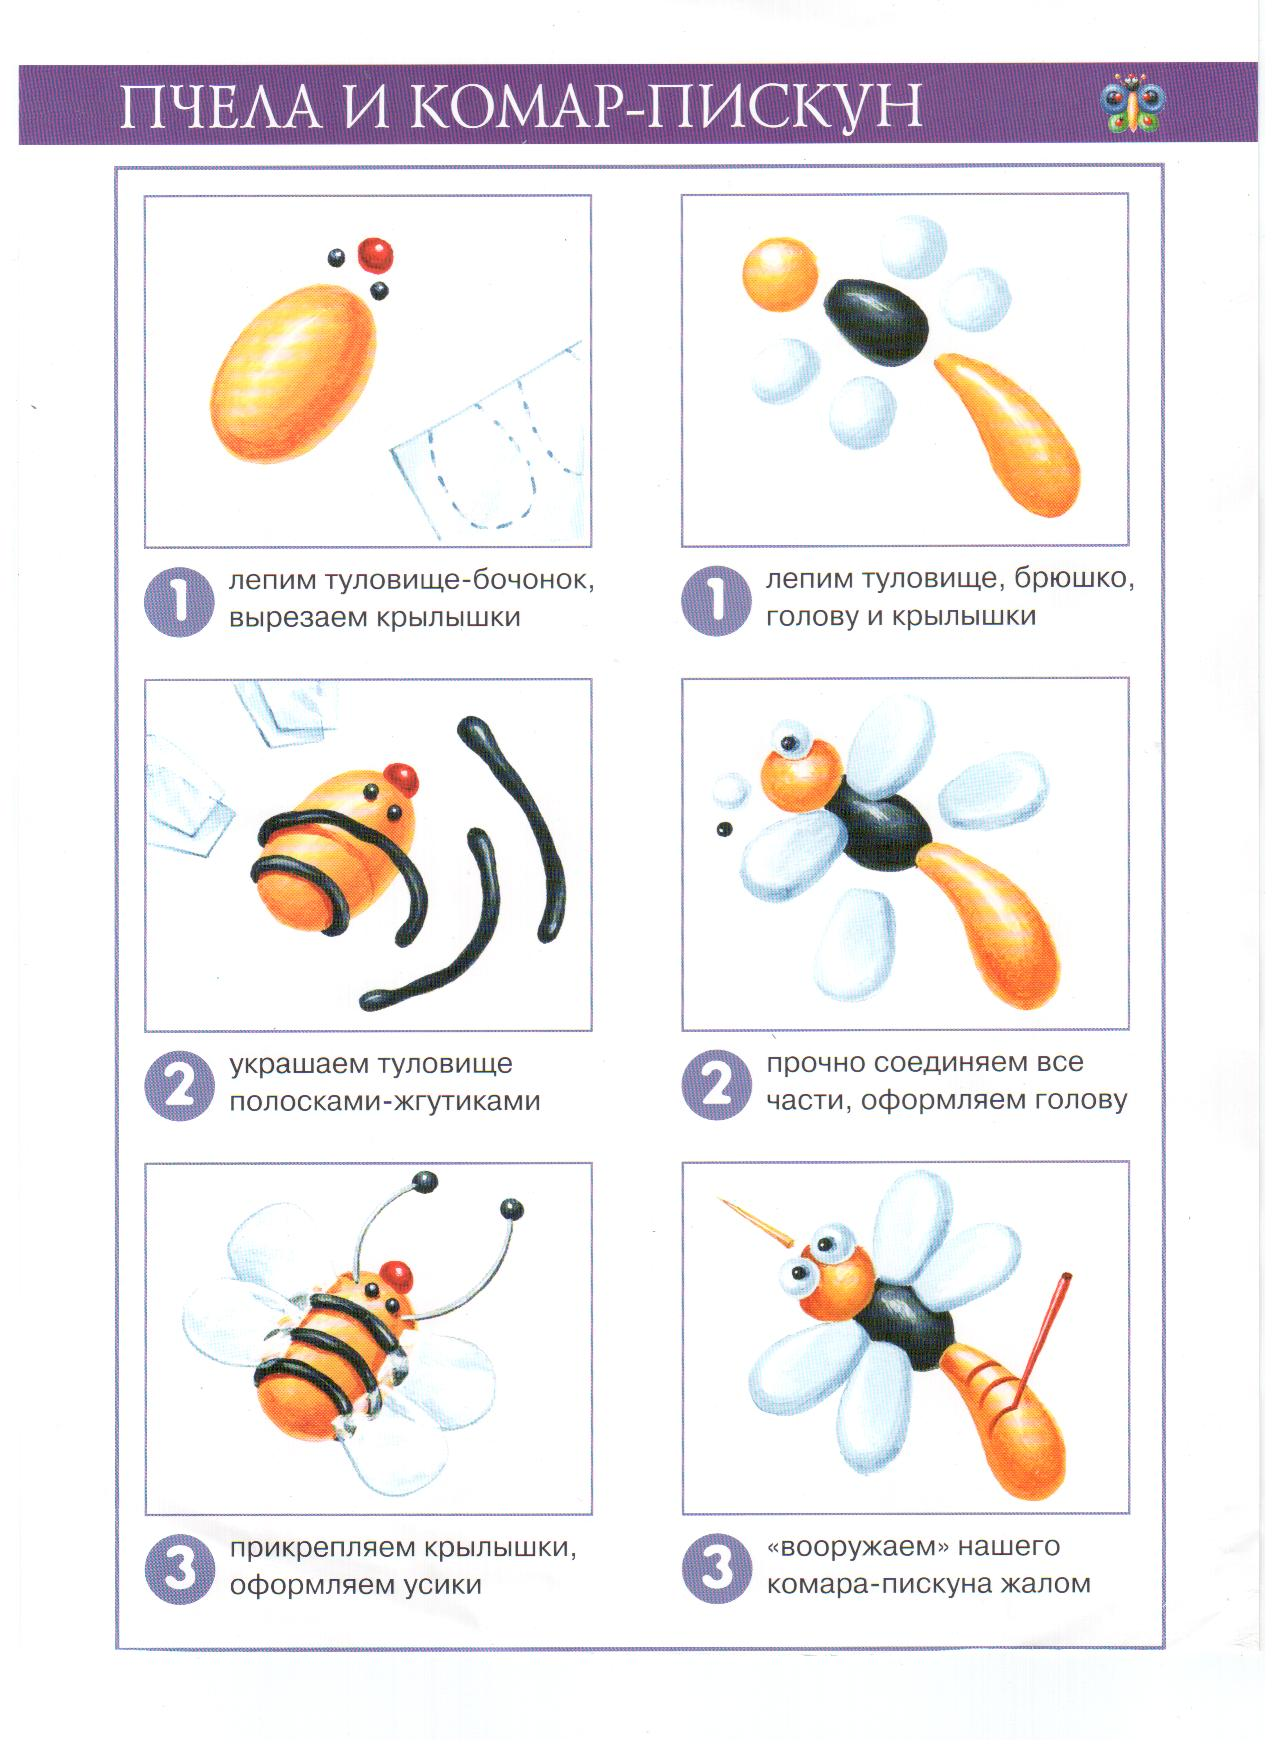 ПЧЕЛА И КОМАР-ПИСКУН
1
лепим туловище-бочонок,
вырезаем крылышки
1
лепим туловище, брюшко,
голову и крылышки
2
украшаем туловище
полосками-жгутиками
2
прочно соединяем все
части, оформляем голову
3
прикрепляем крылышки,
оформляем усики
3
«вооружаем» нашего
комара-пискуна жалом